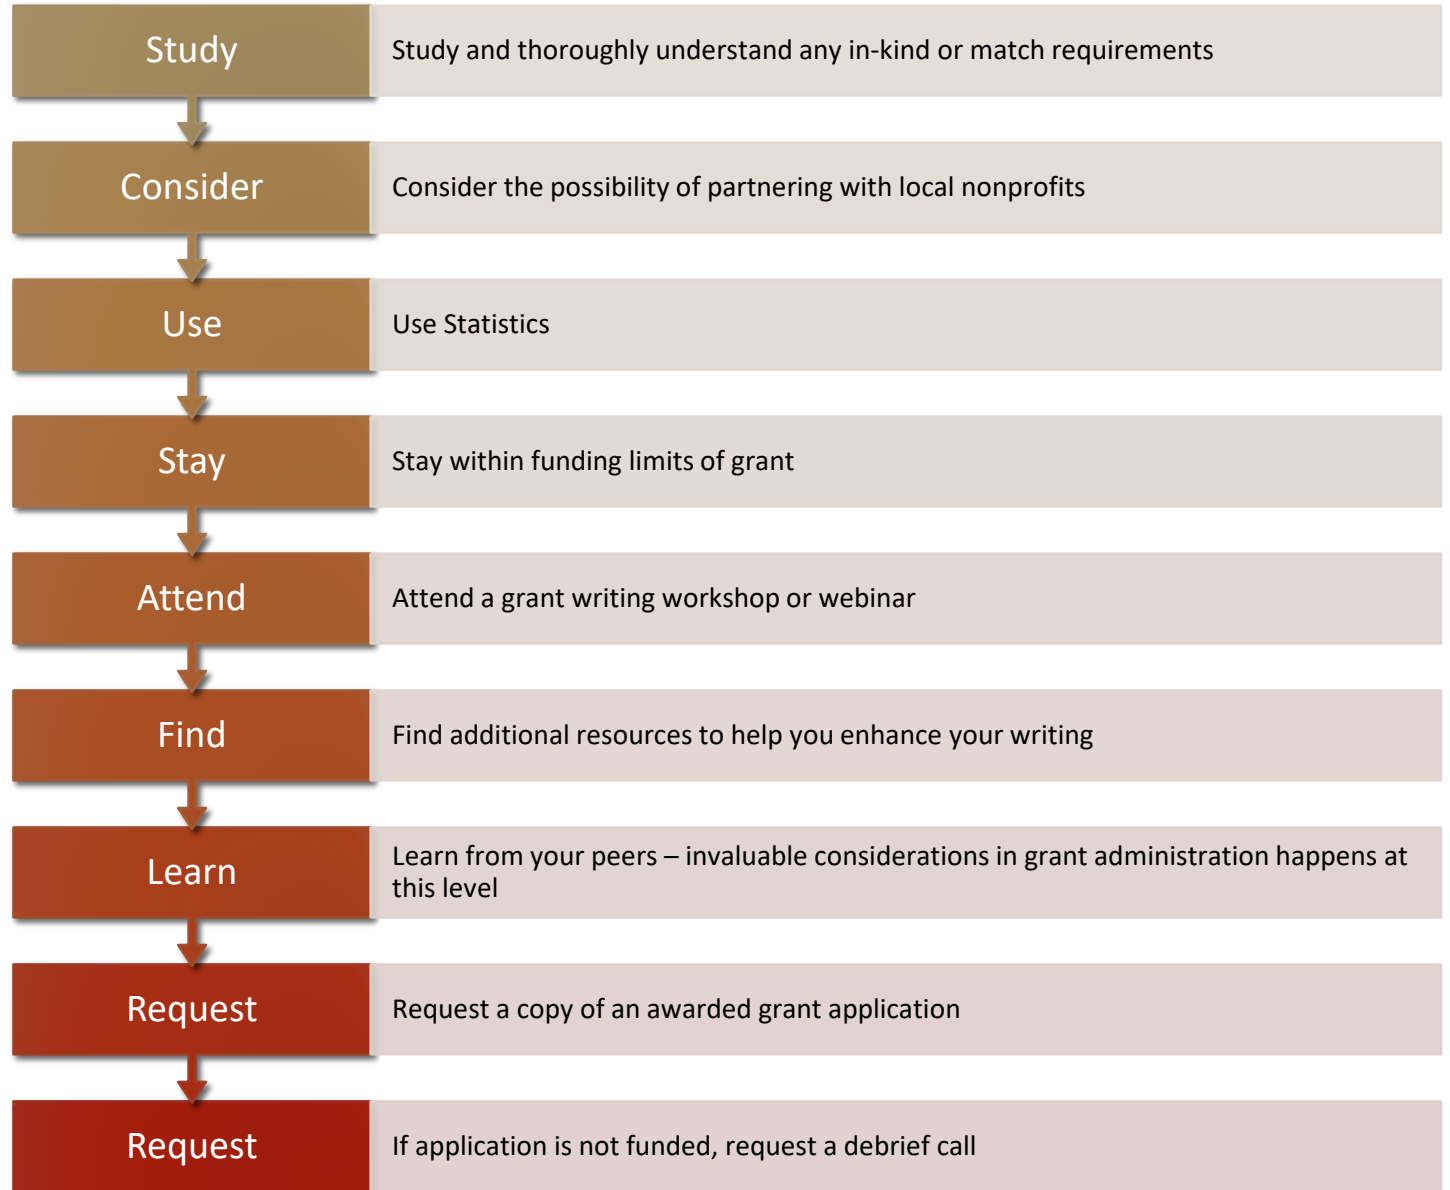 Study
Study and thoroughly understand any in-kind or match requirements
Consider
Consider the possibility of partnering with local nonprofits
Use
Use Statistics
Stay
Stay within funding limits of grant
Attend
Attend a grant writing workshop or webinar
Find
Find additional resources to help you enhance your writing
Learn
Learn from your peers – invaluable considerations in grant administration happens at
this level
Request
Request a copy of an awarded grant application
Request
If application is not funded, request a debrief call